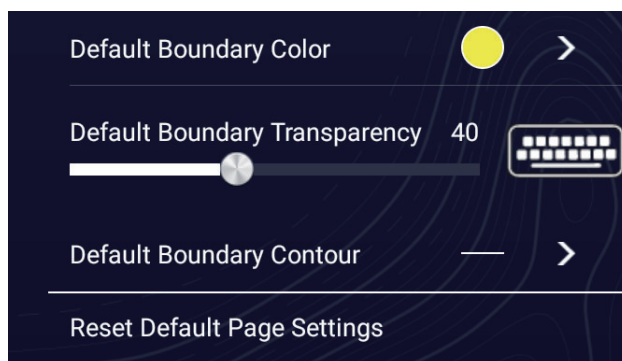 Default Boundary Color
Default Boundary Transparency 40
Default Boundary Contour
Reset Default Page Settings